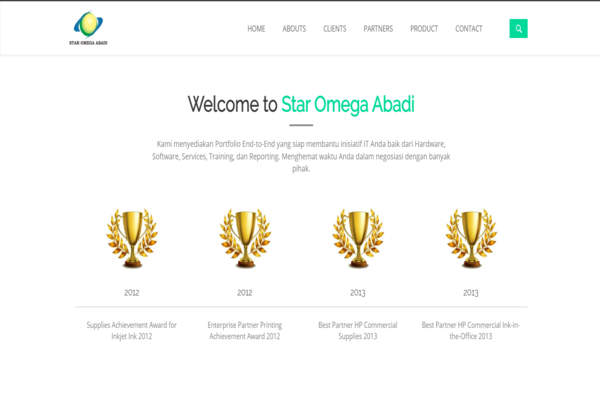 STAR OMEGA ABADI
HOME ABOUTS CLIENTS PARTNERS PRODUCT CONTACT
Welcome to Star Omega Abadi
Kami menyediakan Portfolio End-to-End yang siap membantu inisiatif IT Anda baik dari Hardware,
Software, Services, Training, dan Reporting. Menghemat waktu Anda dalam negosiasi dengan banyak
pihak.
2012
Supplies Achievement Award for
Inkjet Ink 2012
2012
Enterprise Partner Printing
Achievement Award 2012
2013
Best Partner HP Commercial
Supplies 2013
2013
Best Partner HP Commercial Ink-in-
the-Office 2013